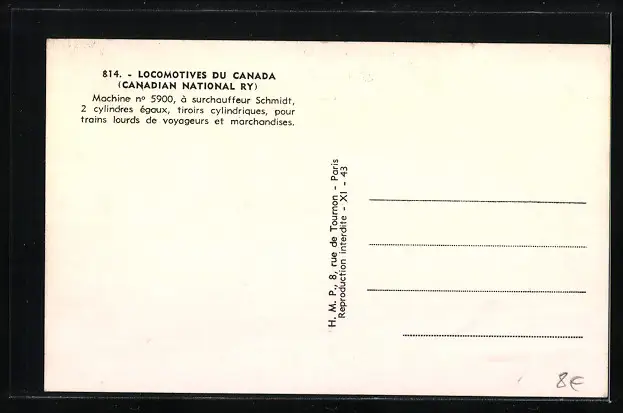 814. - LOCOMOTIVES DU CANADA
(CANADIAN NATIONAL RY)
Machine nº 5900, à surchauffeur Schmidt,
2 cylindres égaux, tiroirs cylindriques, pour
trains lourds de voyageurs et marchandises.
H. M. P., 8, rue de Tournon - Paris
Reproduction interdite - XI - 43
8€